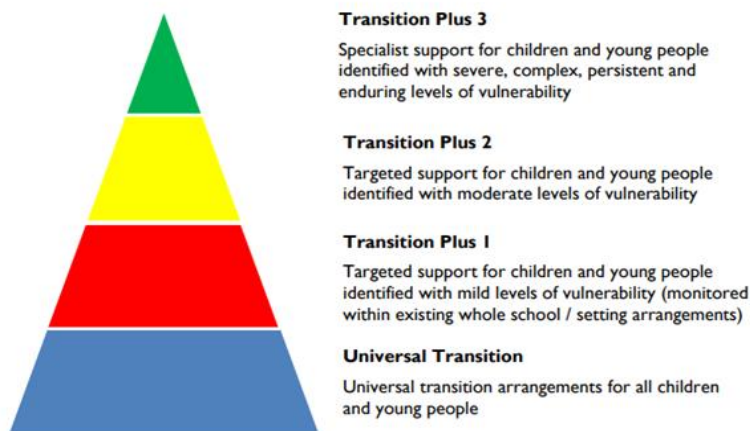 Transition Plus 3
Specialist support for children and young people
identified with severe, complex, persistent and
enduring levels of vulnerability
Transition Plus 2
Targeted support for children and young people
identified with moderate levels of vulnerability
Transition Plus 1
Targeted support for children and young people
identified with mild levels of vulnerability (monitored
within existing whole school / setting arrangements)
Universal Transition
Universal transition arrangements for all children
and young people